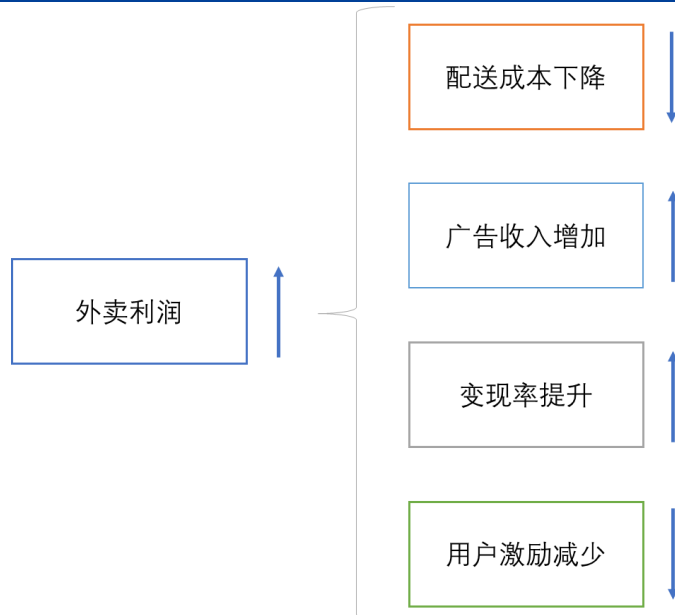 配送成本下降
广告收入增加
外卖利润
变现率提升
用户激励减少